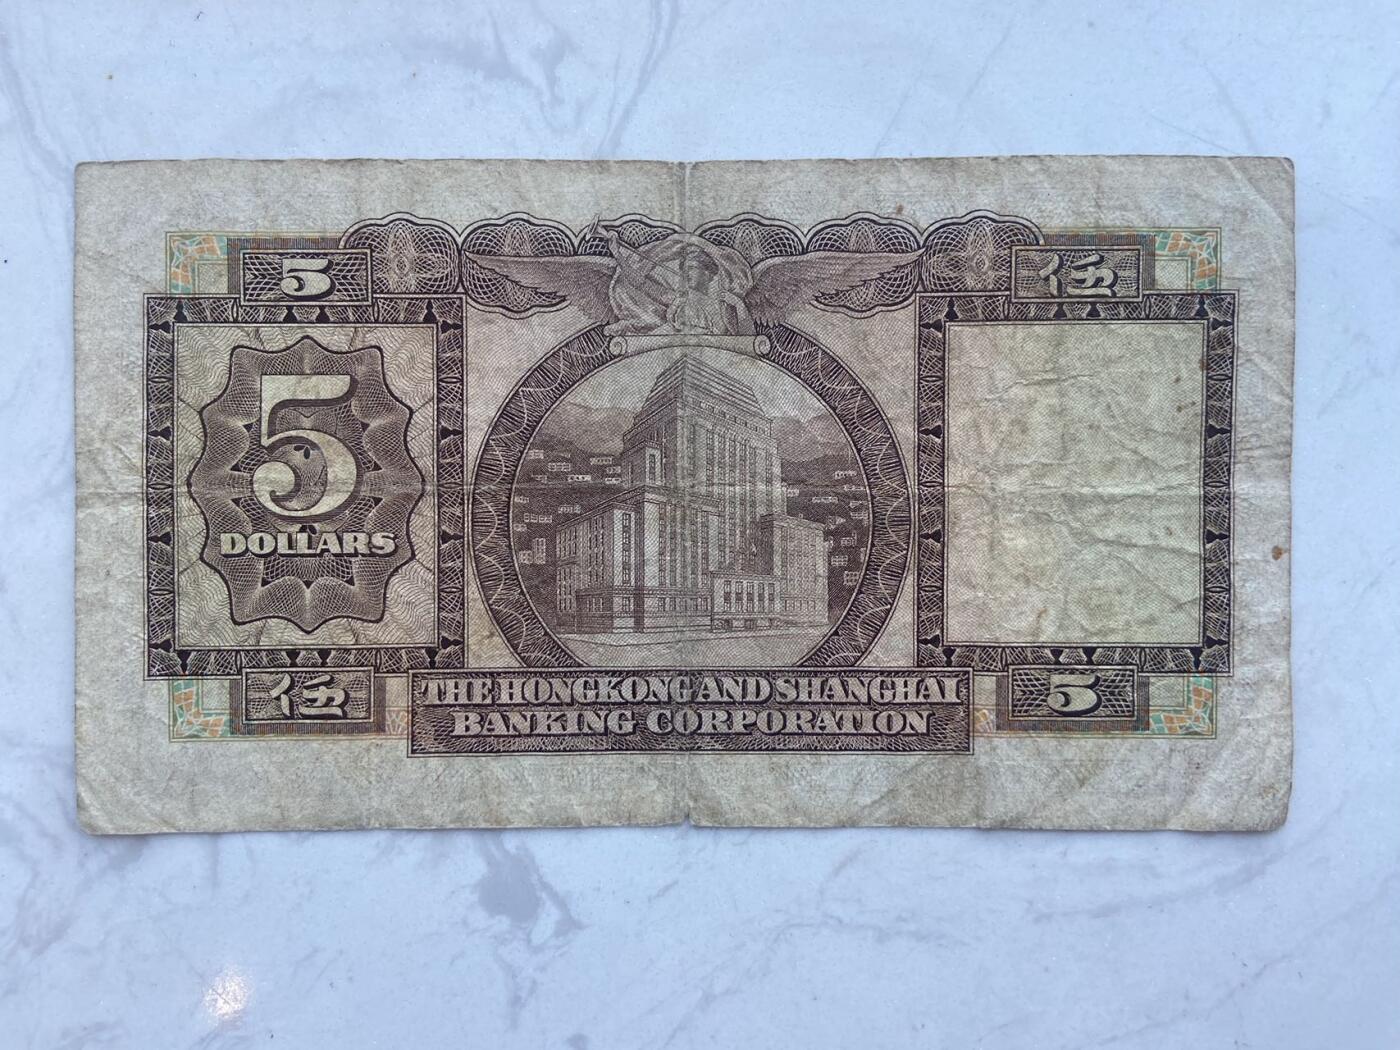 5
伍
5
DOLLARS
伍
THE HONGKONG AND SHANGHAI
BANKING CORPORATION
5